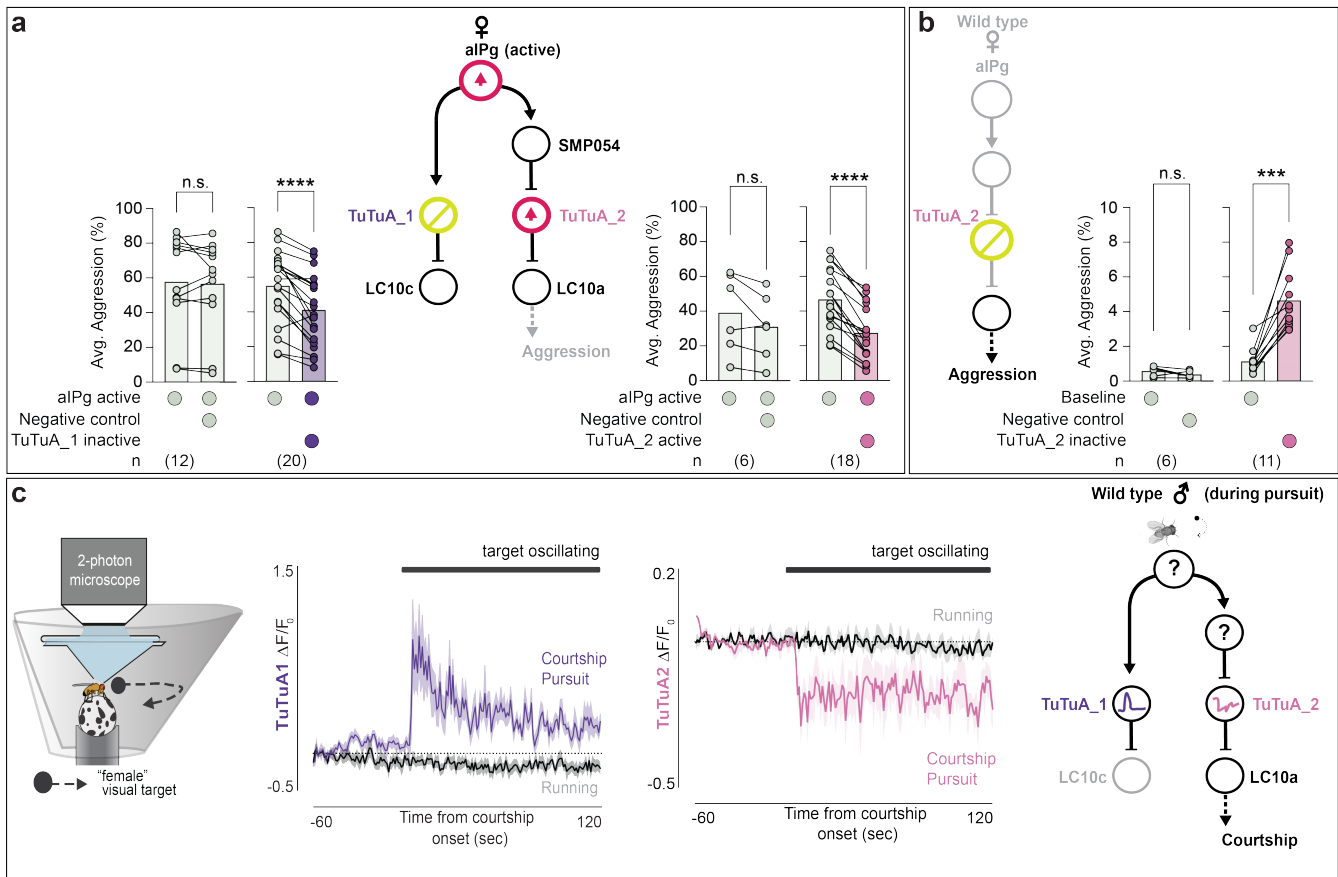 a
♀
aIPg (active)
SMP054
TuTuA_1
TuTuA_2
LC10c
LC10a
Aggression
n.s.
****
100
80
60
40
20
0
Avg. Aggression (%)
aIPg active
Negative control
TuTuA_1 inactive
n
(12)
(20)
n.s.
****
100
80
60
40
20
0
Avg. Aggression (%)
aIPg active
Negative control
TuTuA_2 active
n
(6)
(18)
b
Wild type
♀
aIPg
TuTuA_2
Aggression
n.s.
***
10
8
6
4
2
0
Avg. Aggression (%)
Baseline
Negative control
TuTuA_2 inactive
n
(6)
(11)
c
2-photon
microscope
"female"
visual target
target oscillating
1.5
TuTuA1 ΔF/F0
-0.5
Courtship
Pursuit
Running
-60
Time from courtship
onset (sec)
120
target oscillating
0.2
TuTuA2 ΔF/F0
-0.5
Running
Courtship
Pursuit
-60
Time from courtship
onset (sec)
120
Wild type ♂ (during pursuit)
?
?
TuTuA_1
TuTuA_2
LC10c
LC10a
Courtship